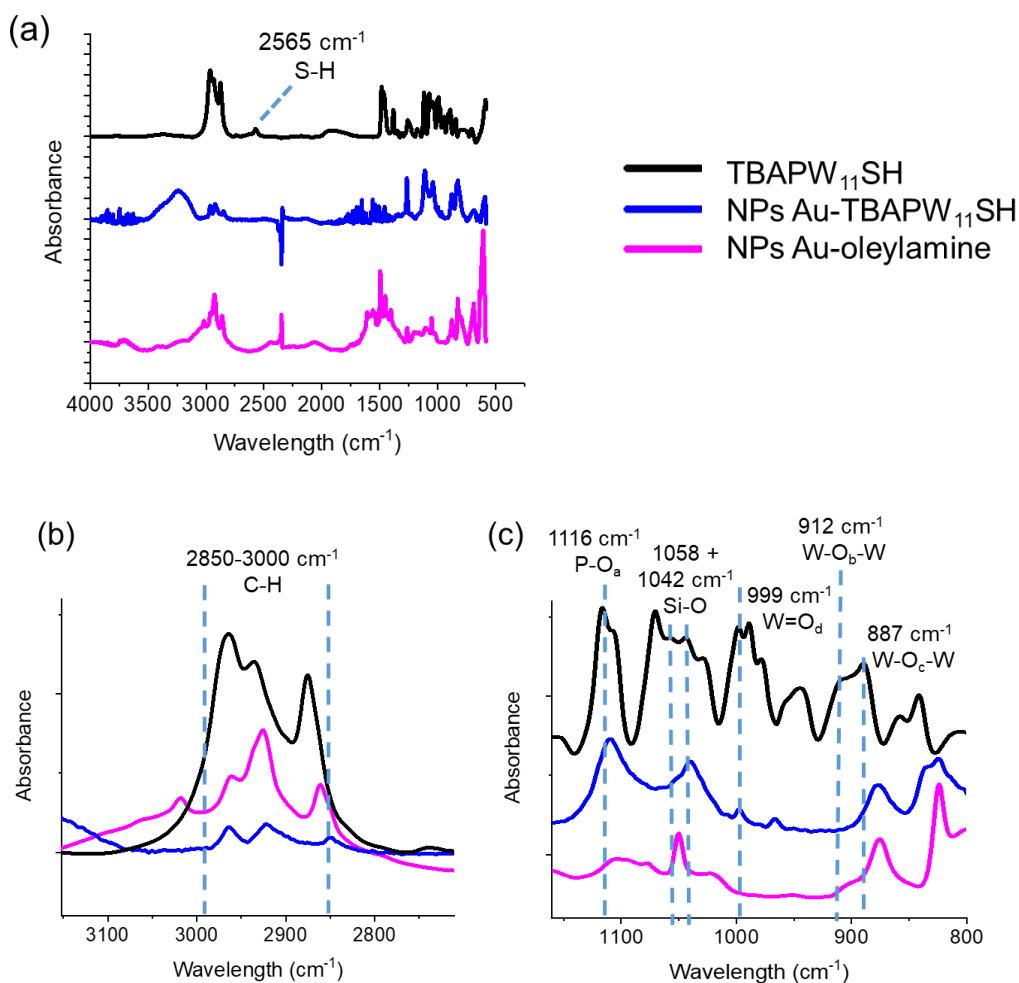 (a)
2565 cm⁻¹
S-H
Absorbance
4000 3500 3000 2500 2000 1500 1000 500
Wavelength (cm⁻¹)
TBAPW₁₁SH
NPs Au-TBAPW₁₁SH
NPs Au-oleylamine
(b)
2850-3000 cm⁻¹
C-H
Absorbance
3100 3000 2900 2800
Wavelength (cm⁻¹)
(c)
1116 cm⁻¹
P-Oₐ
1058 +
1042 cm⁻¹
Si-O
999 cm⁻¹
W=O_d
912 cm⁻¹
W-O_b-W
887 cm⁻¹
W-O_c-W
Absorbance
1100 1000 900 800
Wavelength (cm⁻¹)